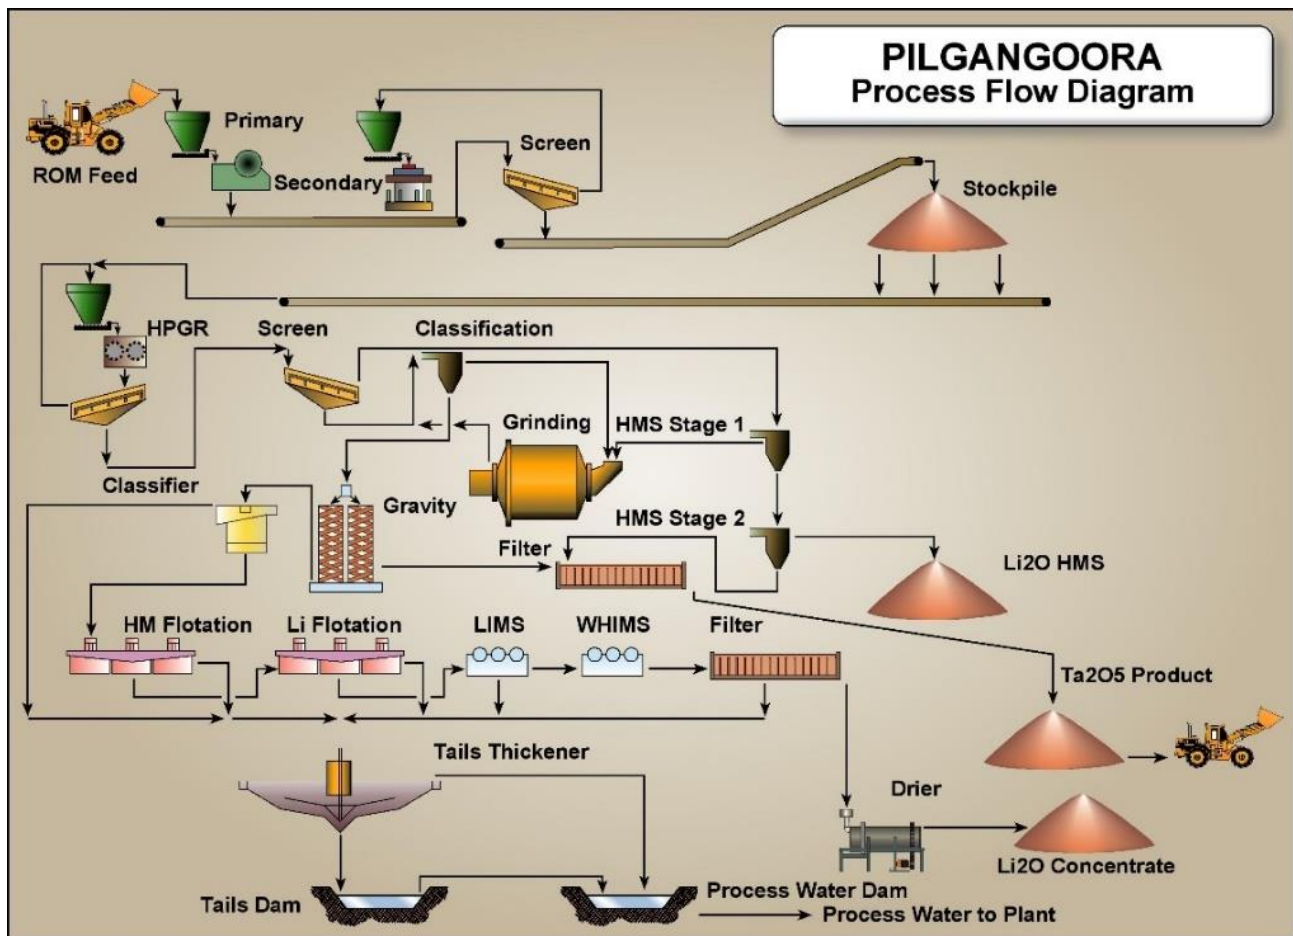 PILGANGOORA
Process Flow Diagram
Primary
ROM Feed
Secondary
Screen
Stockpile
HPGR
Screen
Classification
Grinding
HMS Stage 1
Classifier
Gravity
HMS Stage 2
Filter
Li2O HMS
HM Flotation
Li Flotation
LIMS
WHIMS
Filter
Ta2O5 Product
Tails Thickener
Drier
Li2O Concentrate
Tails Dam
Process Water Dam
Process Water to Plant